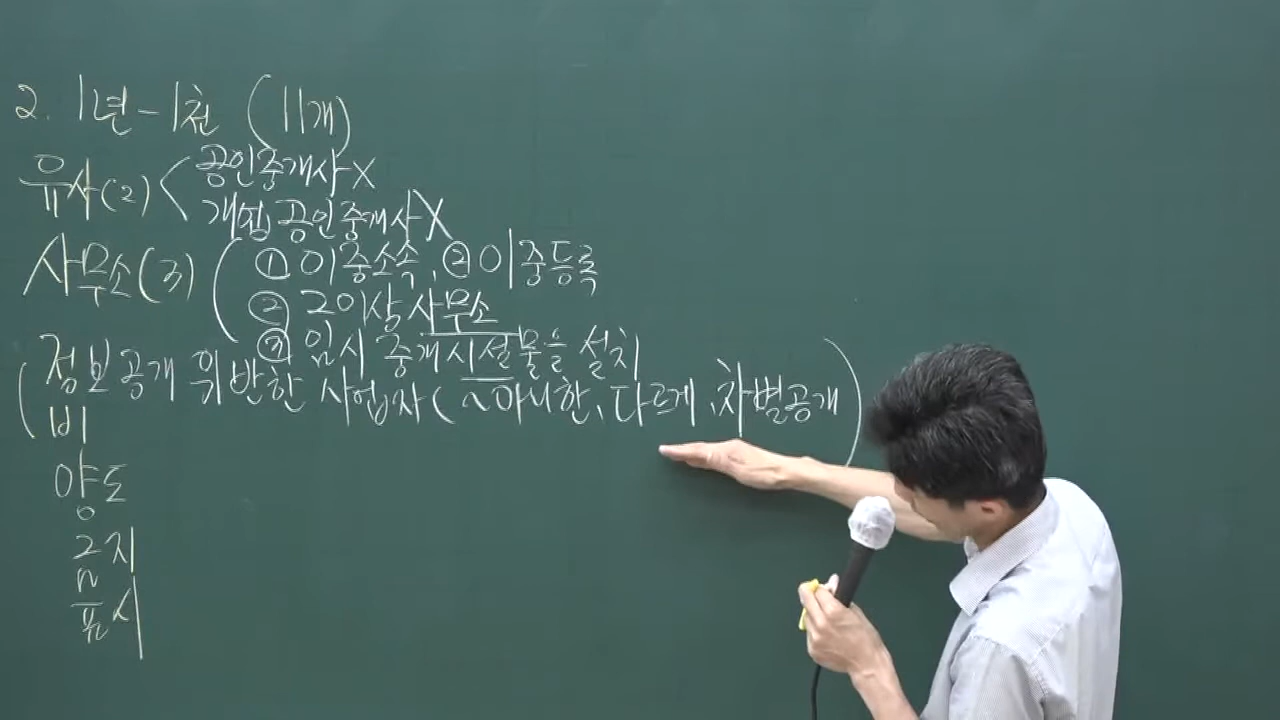 2. 1년-1천 (11개)
유사(2) < 공인중개사 X
개업 공인중개사 X
사무소(3) ( ① 이중소속, ② 이중등록
② 2이상 사무소
③ 임시 중개시설물을 설치
( 정보공개 위반한 사업자 ( ~아니한, 다르게, 차별공개 )
비
양도
금지
표시